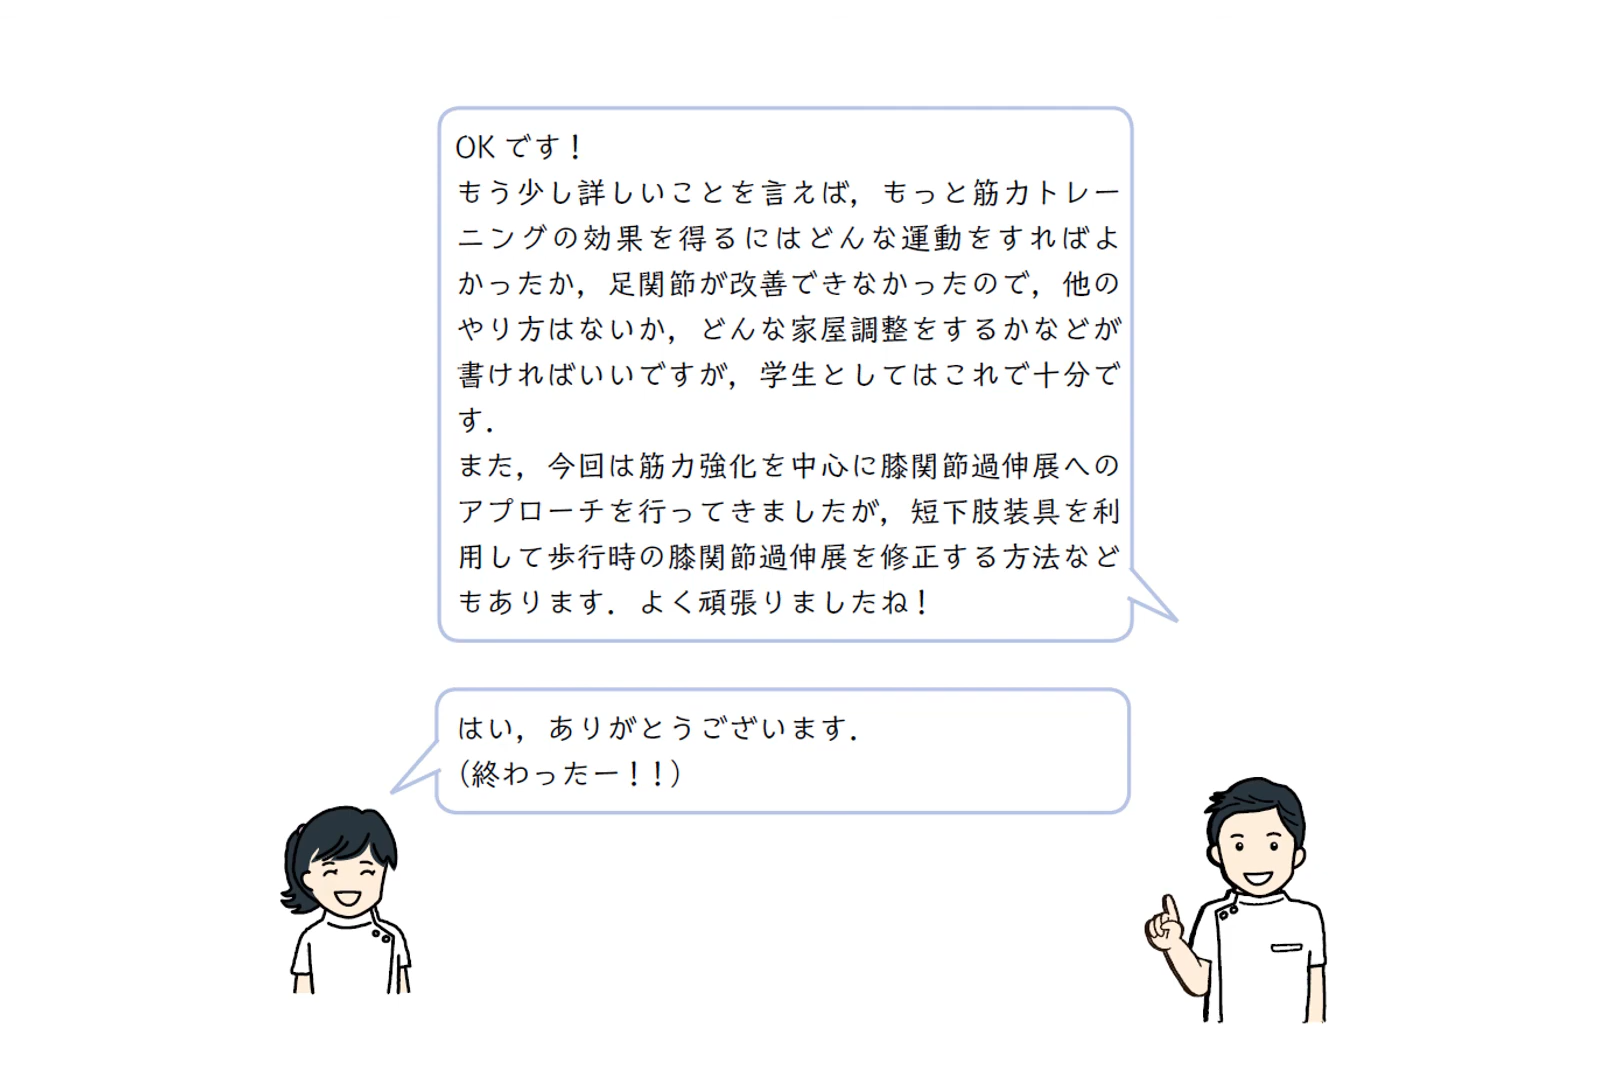 OKです！
もう少し詳しいことを言えば，もっと筋力トレー
ニングの効果を得るにはどんな運動をすればよ
かったか，足関節が改善できなかったので，他の
やり方はないか，どんな家屋調整をするかなどが
書ければいいですが，学生としてはこれで十分で
す．
また，今回は筋力強化を中心に膝関節過伸展への
アプローチを行ってきましたが，短下肢装具を利
用して歩行時の膝関節過伸展を修正する方法など
もあります．よく頑張りましたね！
はい，ありがとうございます．
（終わったー！！）